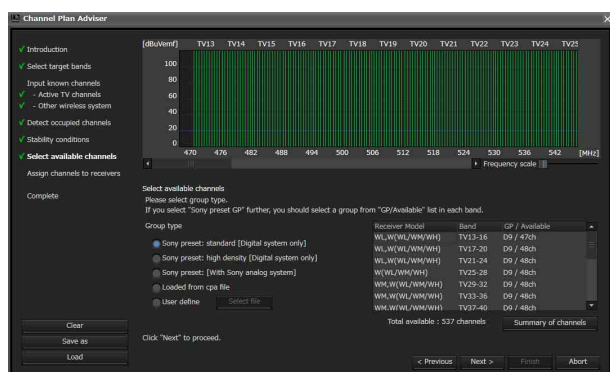 Channel Plan Adviser
Introduction
Select target bands
Input known channels
- Active TV channels
- Other wireless system
Detect occupied channels
Stability conditions
Select available channels
Assign channels to receivers
Complete
Clear
Save as
Load
[dBuVemf] TV13 TV14 TV15 TV16 TV17 TV18 TV19 TV20 TV21 TV22 TV23 TV24 TV25
100
80
60
40
20
0
470 476 482 488 494 500 506 512 518 524 530 536 542 [MHz]
Frequency scale
Select available channels
Please select group type.
If you select "Sony preset GP" further, you should select a group from "GP/Available" list in each band.
Group type
Sony preset: standard [Digital system only]
Sony preset: high density [Digital system only]
Sony preset: [With Sony analog system]
Loaded from cpa file
User define Select file
Receiver Model Band GP / Available
WL,W(WL/WM/WH) TV13-16 D9 / 47ch
WL,W(WL/WM/WH) TV17-20 D9 / 48ch
WL,W(WL/WM/WH) TV21-24 D9 / 48ch
W(WL/WM/WH) TV25-28 D9 / 48ch
WM,W(WL/WM/WH) TV29-32 D9 / 48ch
WM,W(WL/WM/WH) TV33-36 D9 / 48ch
WM,W(WL/WM/WH) TV37-40 D9 / 48ch
Total available : 537 channels Summary of channels
Click "Next" to proceed.
< Previous Next > Finish Abort